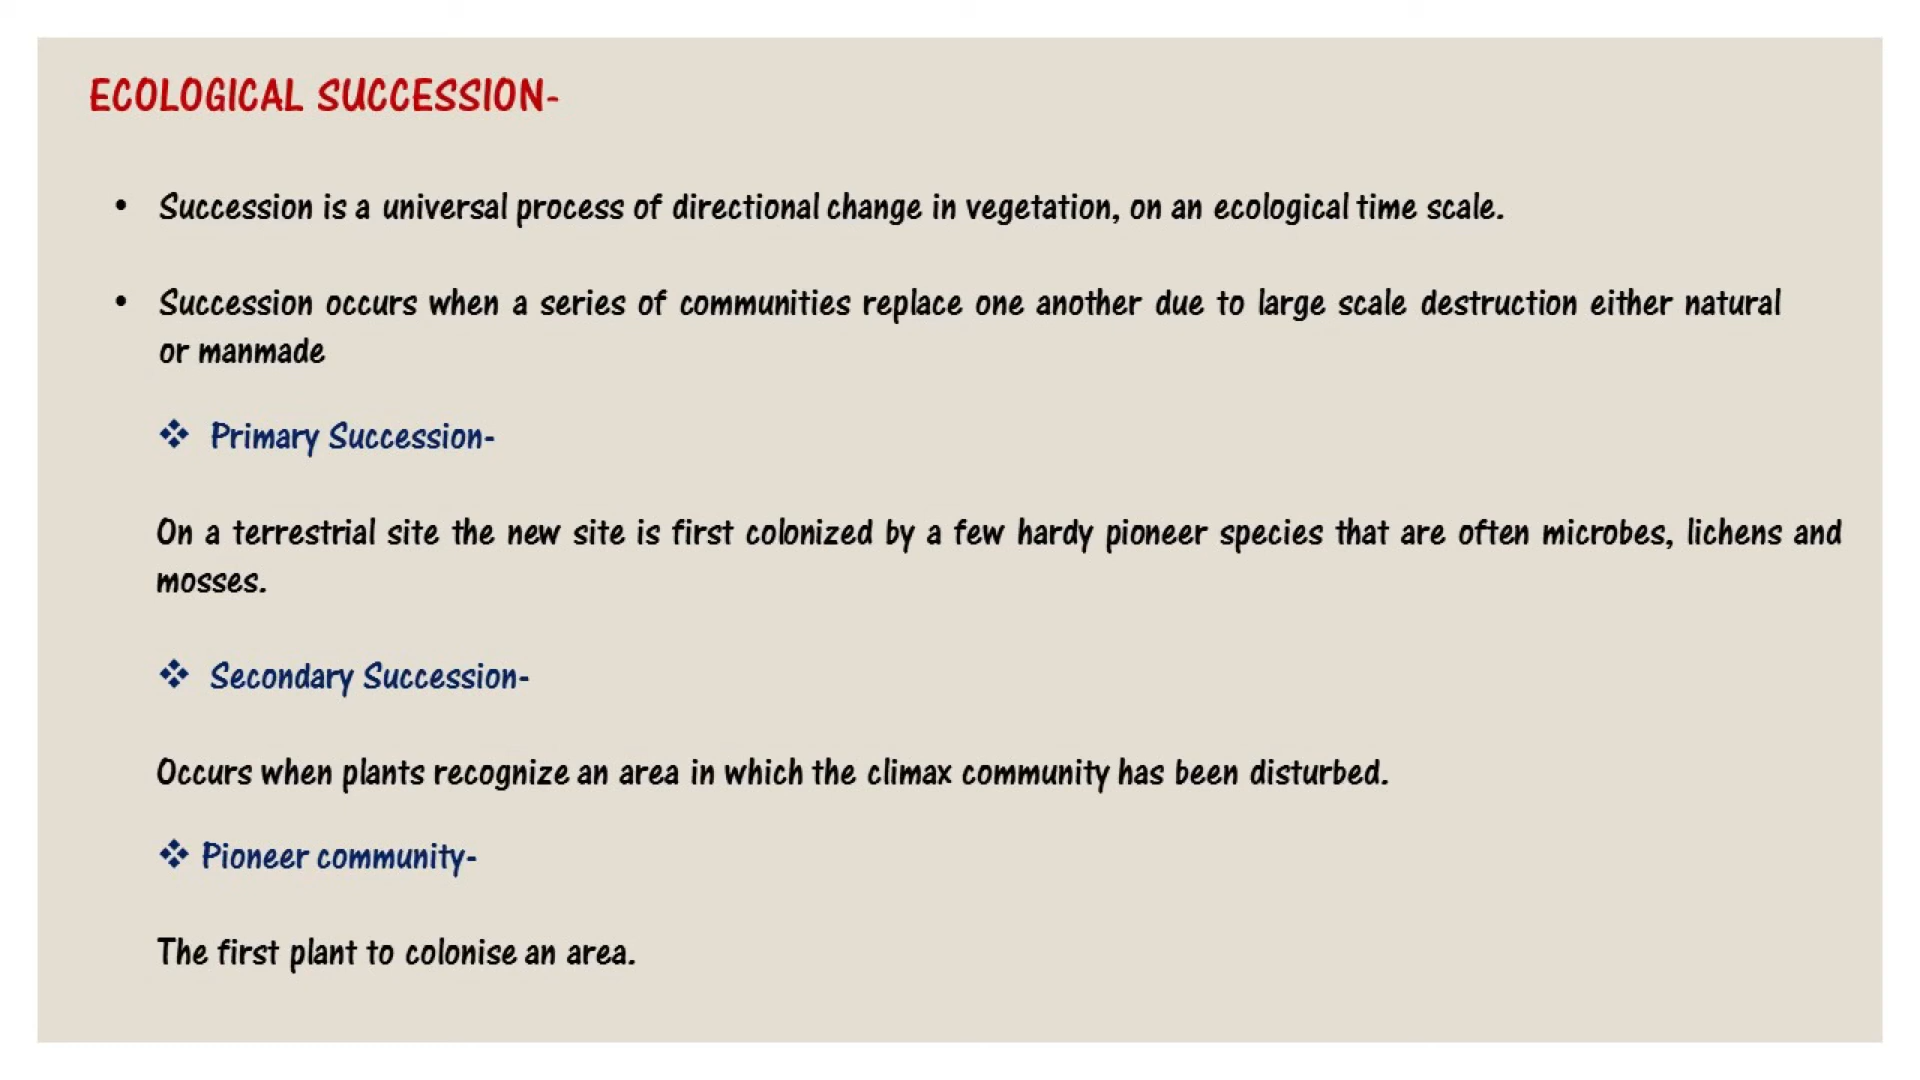 ECOLOGICAL SUCCESSION-
• Succession is a universal process of directional change in vegetation, on an ecological time scale.
• Succession occurs when a series of communities replace one another due to large scale destruction either natural
or manmade
❖ Primary Succession-
On a terrestrial site the new site is first colonized by a few hardy pioneer species that are often microbes, lichens and
mosses.
❖ Secondary Succession-
Occurs when plants recognize an area in which the climax community has been disturbed.
❖ Pioneer community-
The first plant to colonise an area.